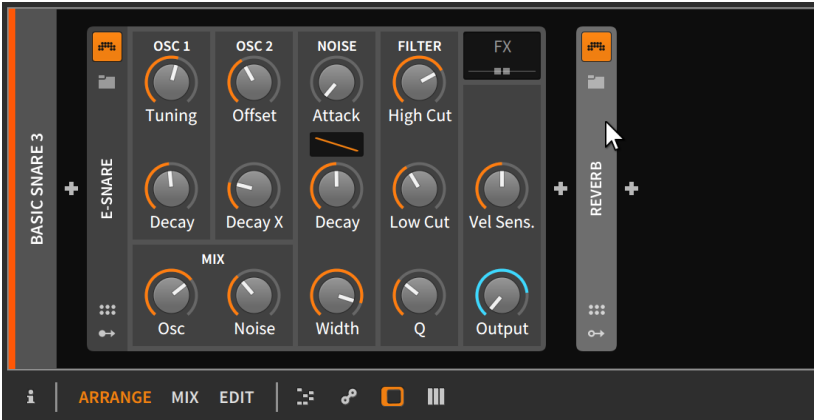 BASIC SNARE 3
E-SNARE
OSC 1
OSC 2
NOISE
FILTER
FX
Tuning
Offset
Attack
High Cut
Decay
Decay X
Decay
Low Cut
Vel Sens.
MIX
Osc
Noise
Width
Q
Output
REVERB
i
ARRANGE MIX EDIT